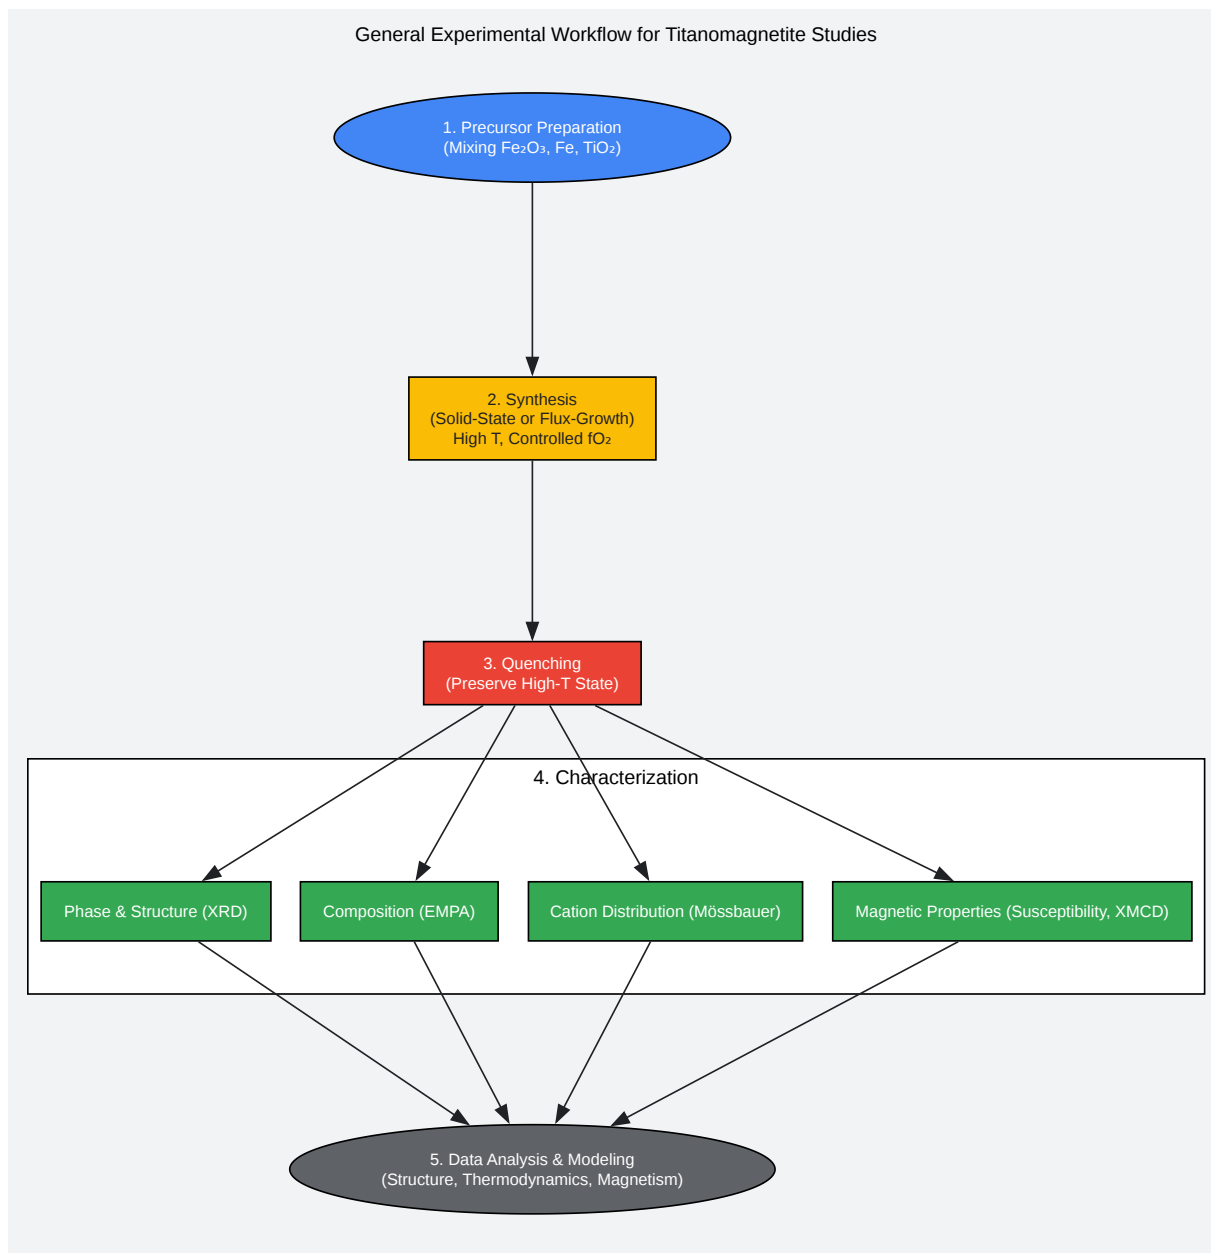 General Experimental Workflow for Titanomagnetite Studies
1. Precursor Preparation
(Mixing Fe₂O₃, Fe, TiO₂)
2. Synthesis
(Solid-State or Flux-Growth)
High T, Controlled fO₂
3. Quenching
(Preserve High-T State)
4. Characterization
Phase & Structure (XRD)
Composition (EMPA)
Cation Distribution (Mössbauer)
Magnetic Properties (Susceptibility, XMCD)
5. Data Analysis & Modeling
(Structure, Thermodynamics, Magnetism)